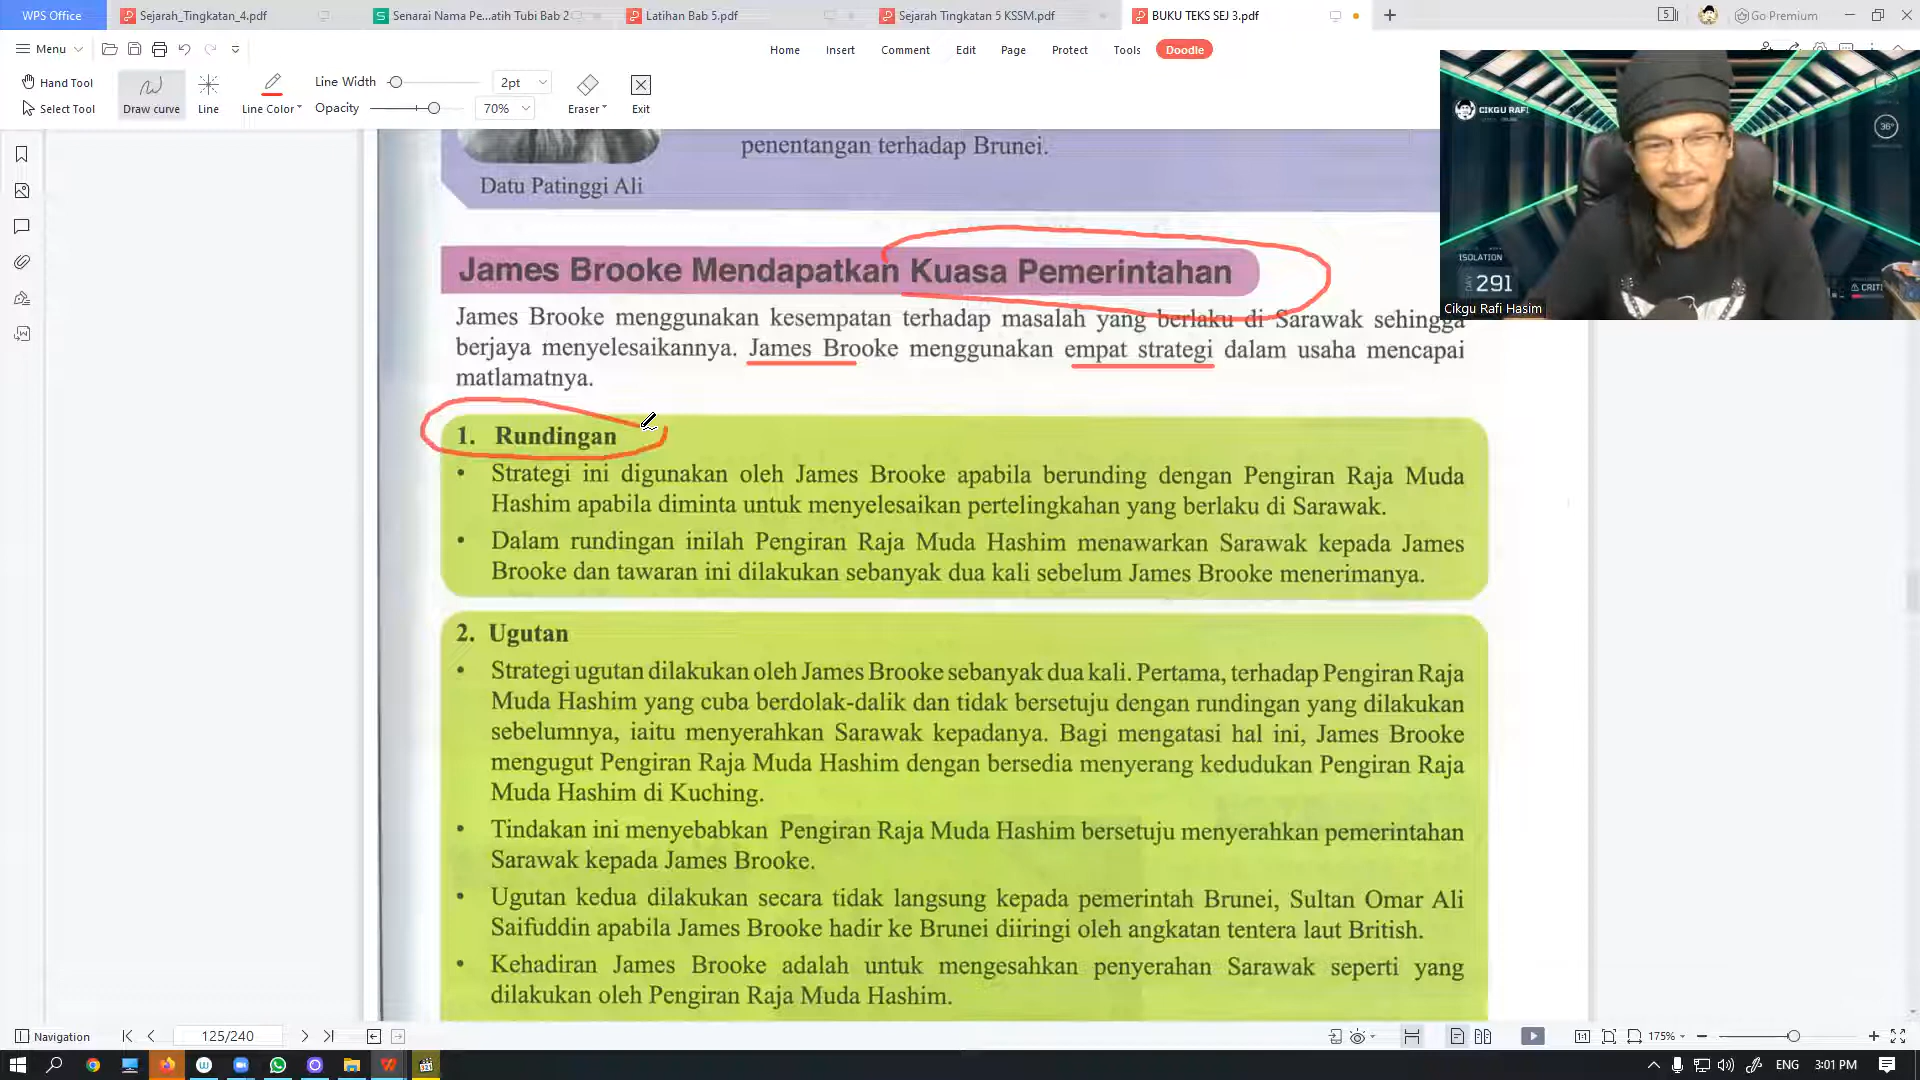 WPS Office
Sejarah_Tingkatan_4.pdf
Senarai Nama Pe...atih Tubi Bab 2
Latihan Bab 5.pdf
Sejarah Tingkatan 5 KSSM.pdf
BUKU TEKS SEJ 3.pdf
5
Go Premium
Menu
Home Insert Comment Edit Page Protect Tools Doodle
Hand Tool
Select Tool
Draw curve
Line
Line Color
Line Width 2pt
Opacity 70%
Eraser
Exit
penentangan terhadap Brunei.
Datu Patinggi Ali
James Brooke Mendapatkan Kuasa Pemerintahan
James Brooke menggunakan kesempatan terhadap masalah yang berlaku di Sarawak sehingga
berjaya menyelesaikannya. James Brooke menggunakan empat strategi dalam usaha mencapai
matlamatnya.
1. Rundingan
• Strategi ini digunakan oleh James Brooke apabila berunding dengan Pengiran Raja Muda
Hashim apabila diminta untuk menyelesaikan pertelingkahan yang berlaku di Sarawak.
• Dalam rundingan inilah Pengiran Raja Muda Hashim menawarkan Sarawak kepada James
Brooke dan tawaran ini dilakukan sebanyak dua kali sebelum James Brooke menerimanya.
2. Ugutan
• Strategi ugutan dilakukan oleh James Brooke sebanyak dua kali. Pertama, terhadap Pengiran Raja
Muda Hashim yang cuba berdolak-dalik dan tidak bersetuju dengan rundingan yang dilakukan
sebelumnya, iaitu menyerahkan Sarawak kepadanya. Bagi mengatasi hal ini, James Brooke
mengugut Pengiran Raja Muda Hashim dengan bersedia menyerang kedudukan Pengiran Raja
Muda Hashim di Kuching.
• Tindakan ini menyebabkan Pengiran Raja Muda Hashim bersetuju menyerahkan pemerintahan
Sarawak kepada James Brooke.
• Ugutan kedua dilakukan secara tidak langsung kepada pemerintah Brunei, Sultan Omar Ali
Saifuddin apabila James Brooke hadir ke Brunei diiringi oleh angkatan tentera laut British.
• Kehadiran James Brooke adalah untuk mengesahkan penyerahan Sarawak seperti yang
dilakukan oleh Pengiran Raja Muda Hashim.
CIKGU RAFI
36°
ISOLATION
DAY 291
CRITI
Cikgu Rafi Hasim
Navigation
125/240
175%
ENG
3:01 PM